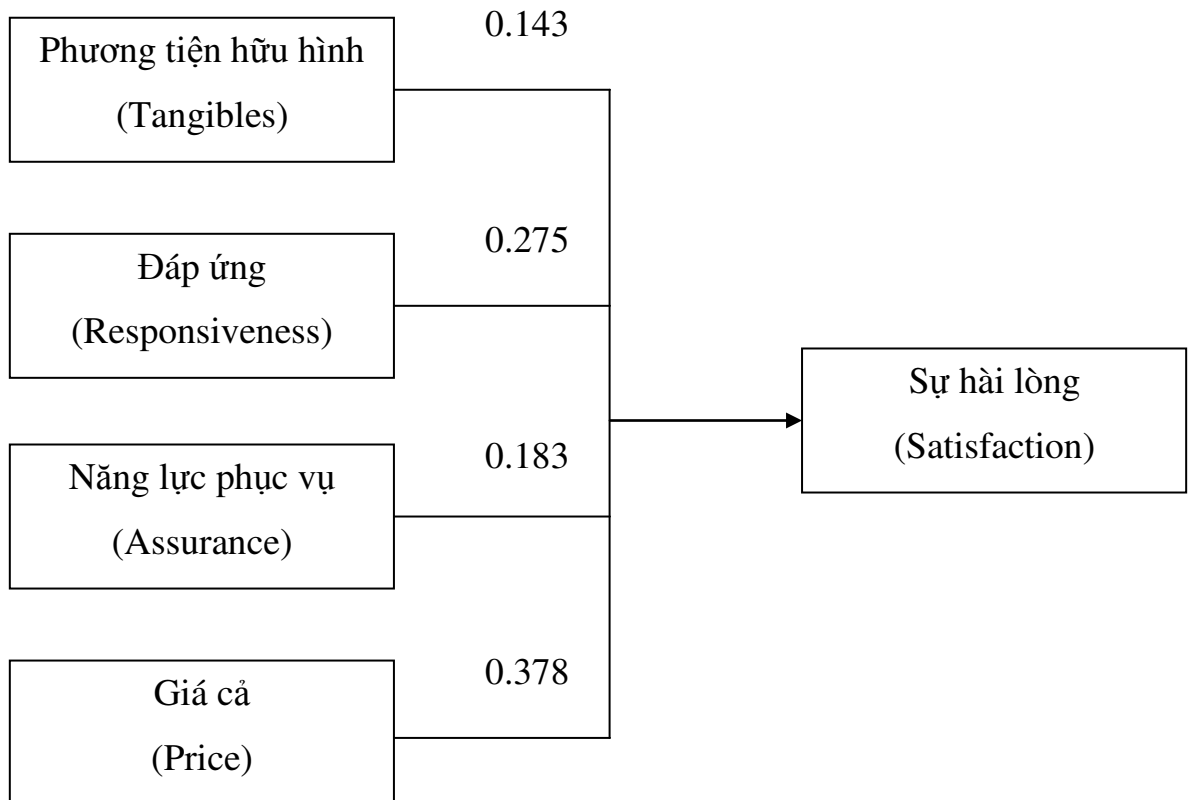 0.143
Phương tiện hữu hình
(Tangibles)
0.275
Đáp ứng
(Responsiveness)
Sự hài lòng
(Satisfaction)
0.183
Năng lực phục vụ
(Assurance)
0.378
Giá cả
(Price)